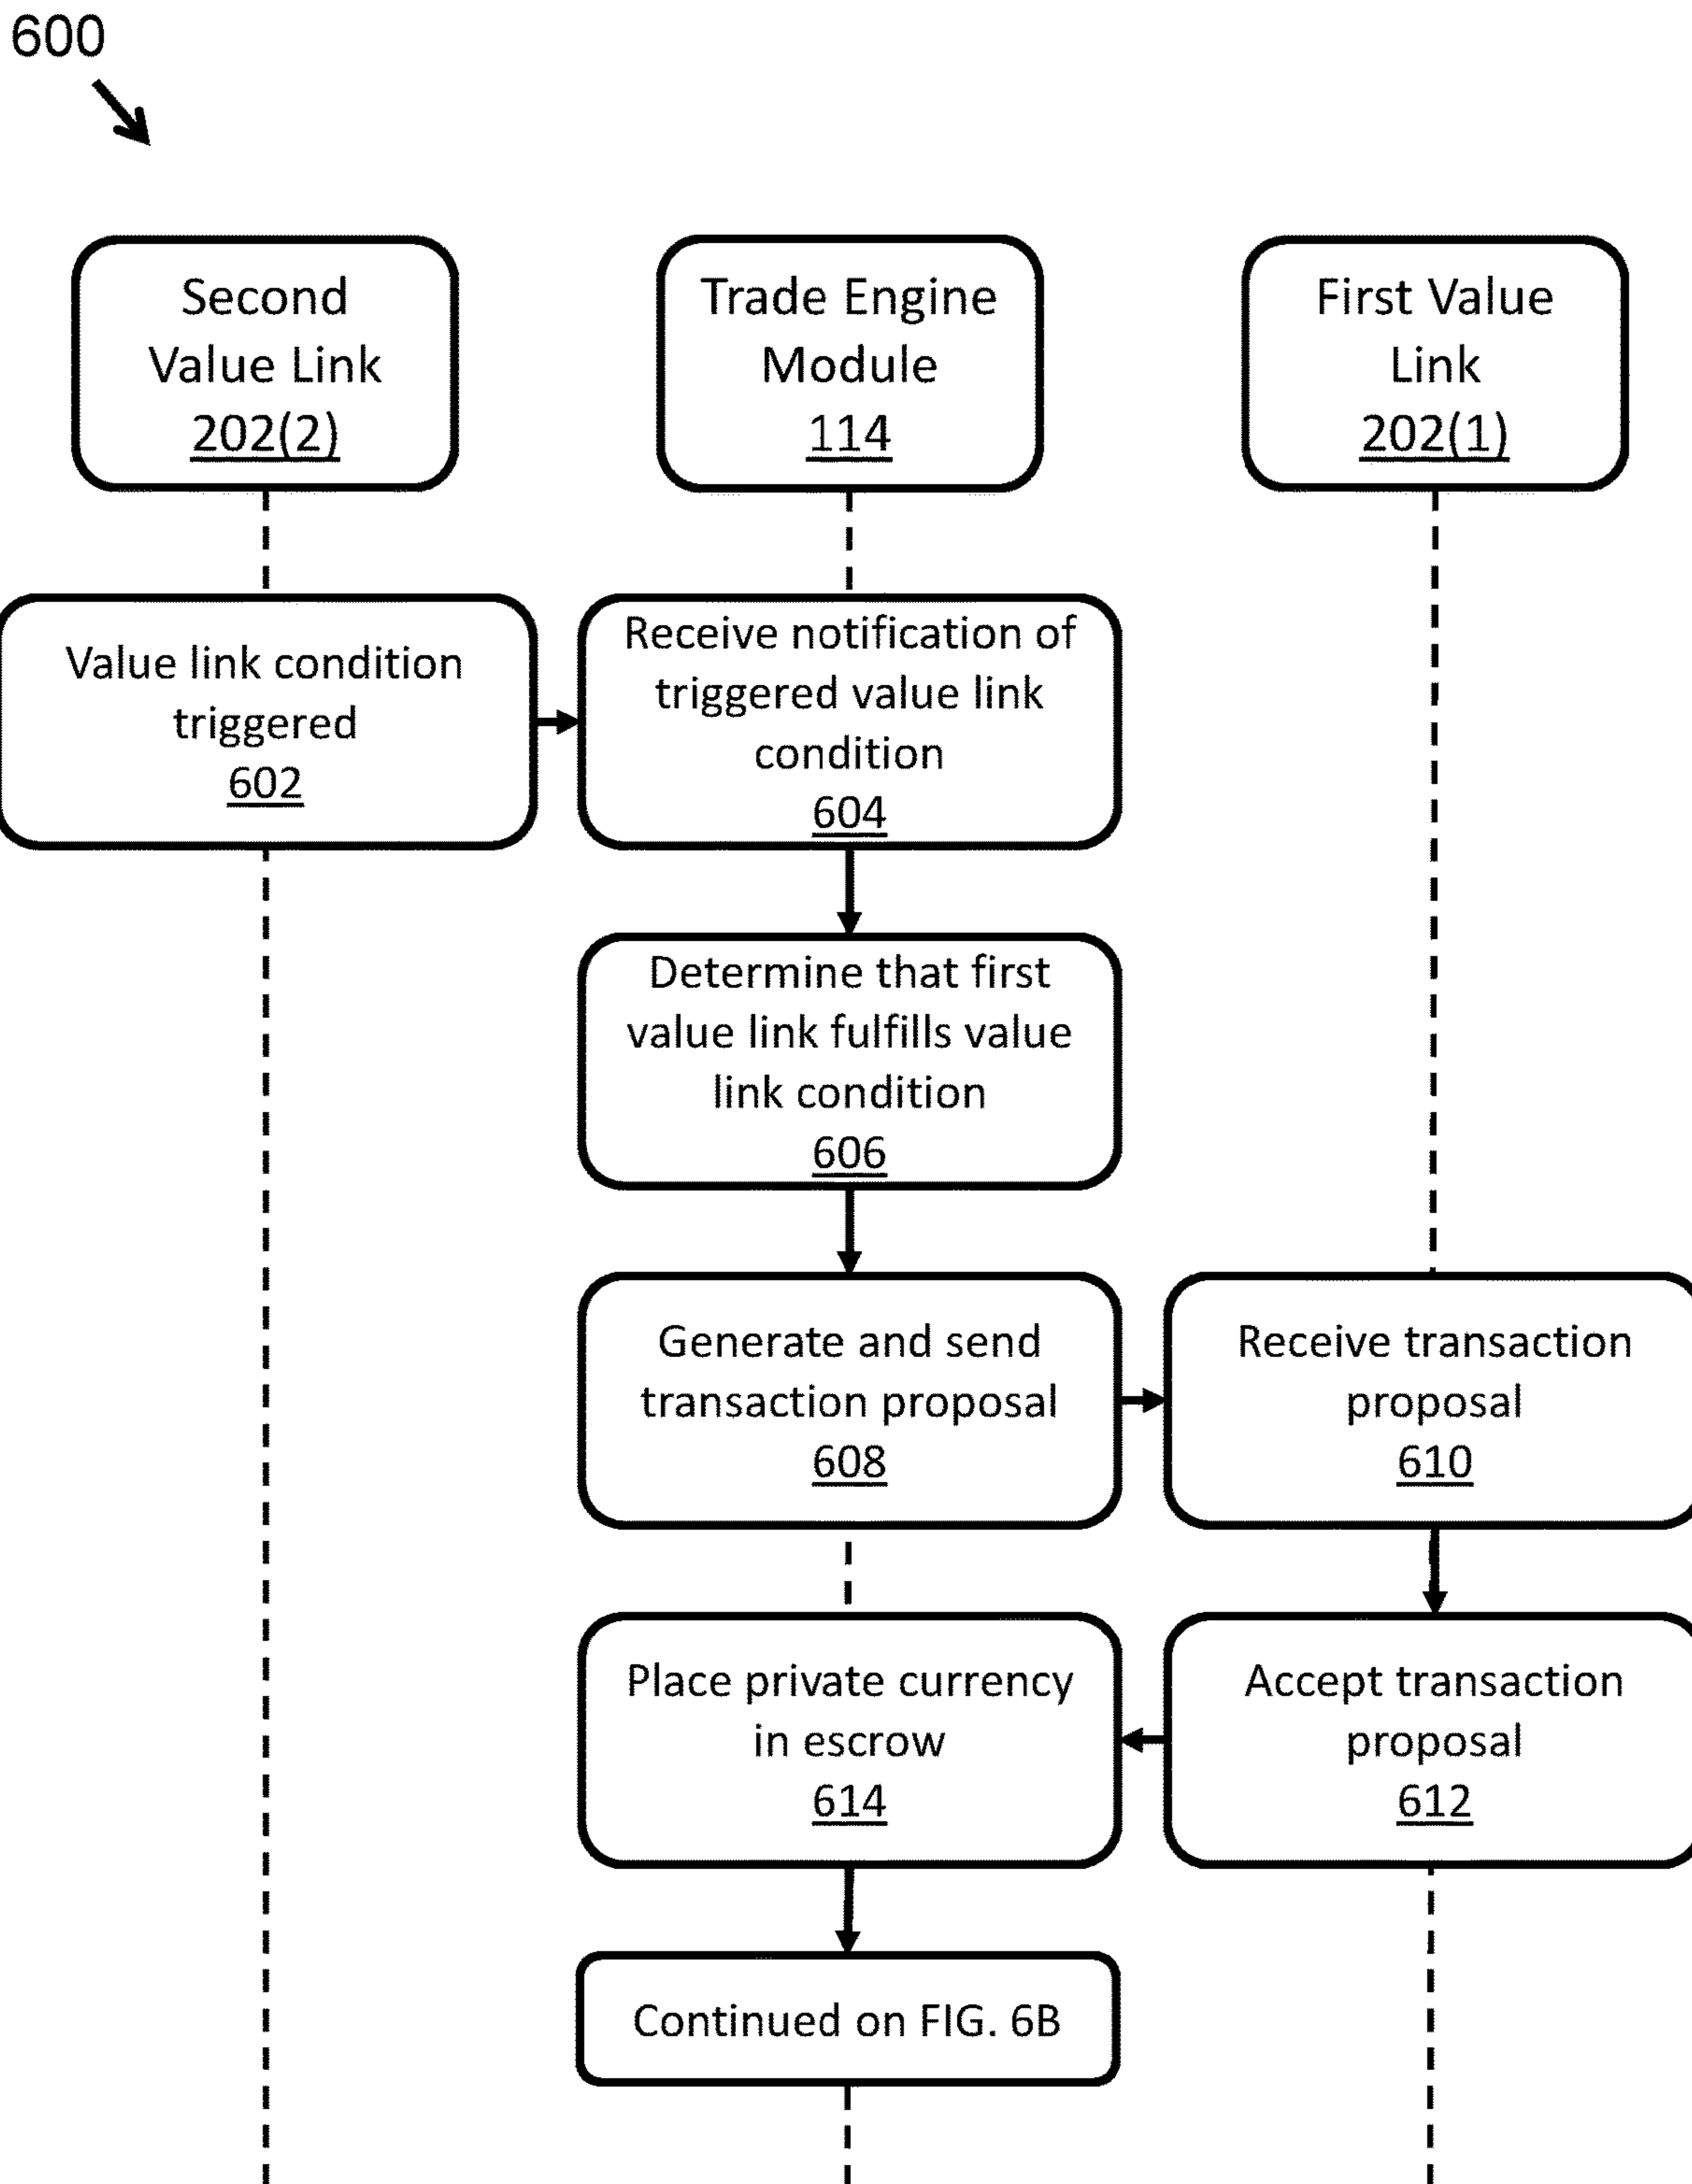 600
Second
Value Link
202(2)
Trade Engine
Module
114
First Value
Link
202(1)
Value link condition
triggered
602
Receive notification of
triggered value link
condition
604
Determine that first
value link fulfills value
link condition
606
Generate and send
transaction proposal
608
Receive transaction
proposal
610
Accept transaction
proposal
612
Place private currency
in escrow
614
Continued on FIG. 6B